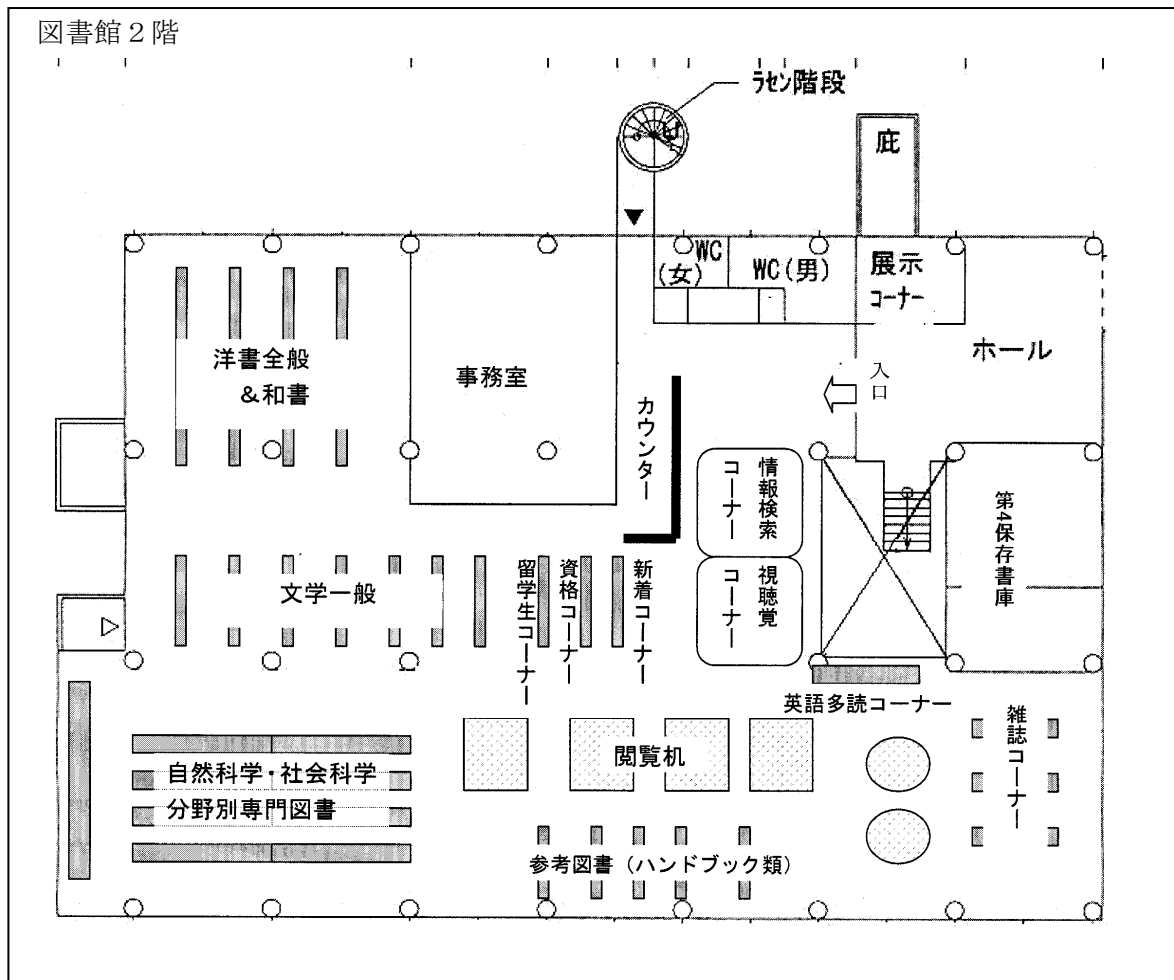 図書館２階
ラセン階段
庇
WC
(女)
WC(男)
展示
コーナー
ホール
洋書全般
＆和書
事務室
カウンター
入口
情報検索
コーナー
視聴覚
コーナー
第4保存書庫
文学一般
留学生コーナー
資格コーナー
新着コーナー
英語多読コーナー
雑誌コーナー
閲覧机
自然科学・社会科学
分野別専門図書
参考図書（ハンドブック類）